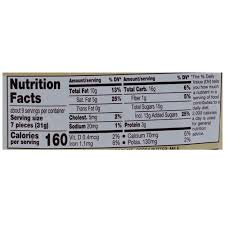 Nutrition
Facts
about 9 servings per container
Serving size
7 pieces (31g)
Calories
per serving 160
Amount/serving % DV*
Total Fat 10g 13%
Sat. Fat 5g 25%
Trans Fat 0g
Cholest. 5mg 2%
Sodium 20mg 1%
Vit. D 0.4mcg 2%
Iron 1.1mg 6%
Amount/serving % DV*
Total Carb. 16g 6%
Fiber 1g 5%
Total Sugars 15g
Incl. 13g Added Sugars 25%
Protein 3g
Calcium 70mg 6%
Potas. 130mg 2%
* The % Daily
Value (DV) tells
you how much
a nutrient in
a serving of food
contributes to a
daily diet.
2,000 calories
a day is used
for general
nutrition
advice.